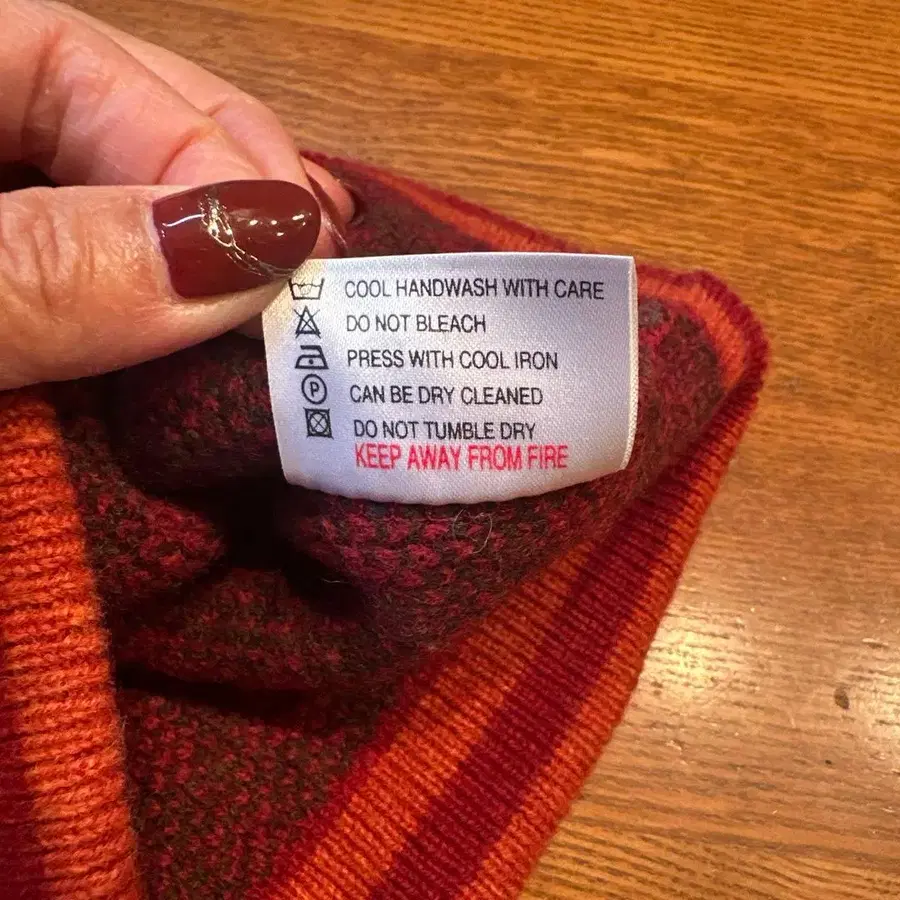 COOL HANDWASH WITH CARE
DO NOT BLEACH
PRESS WITH COOL IRON
P CAN BE DRY CLEANED
DO NOT TUMBLE DRY
KEEP AWAY FROM FIRE